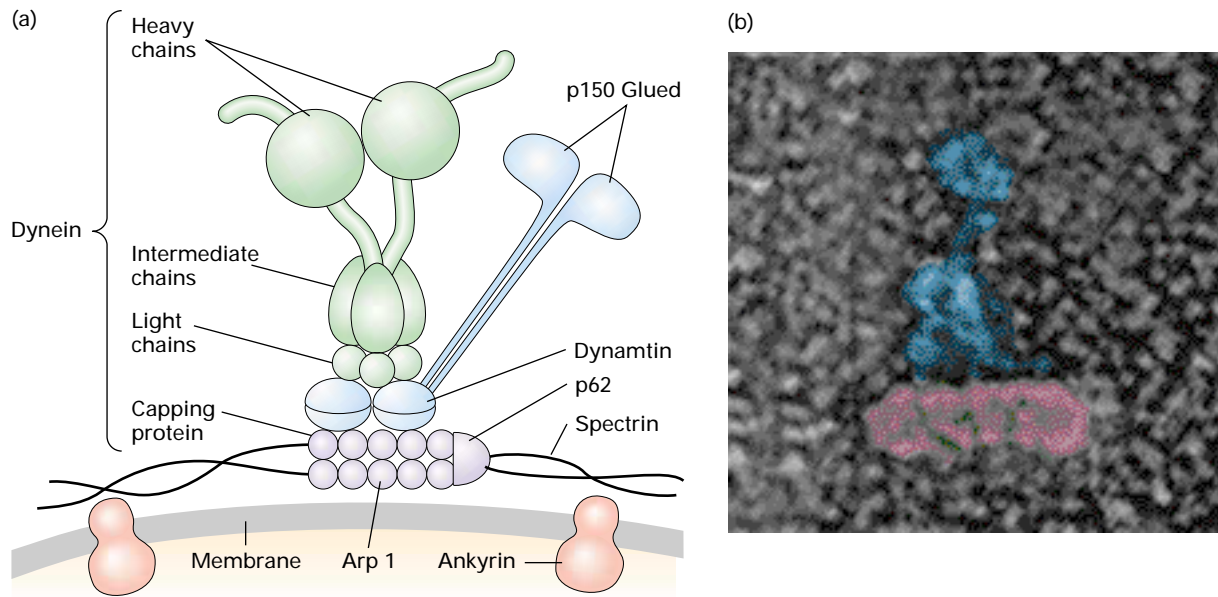 (a)
Heavy
chains
p150 Glued
Dynein
Intermediate
chains
Light
chains
Dynamtin
p62
Capping
protein
Spectrin
Membrane
Arp 1
Ankyrin
(b)